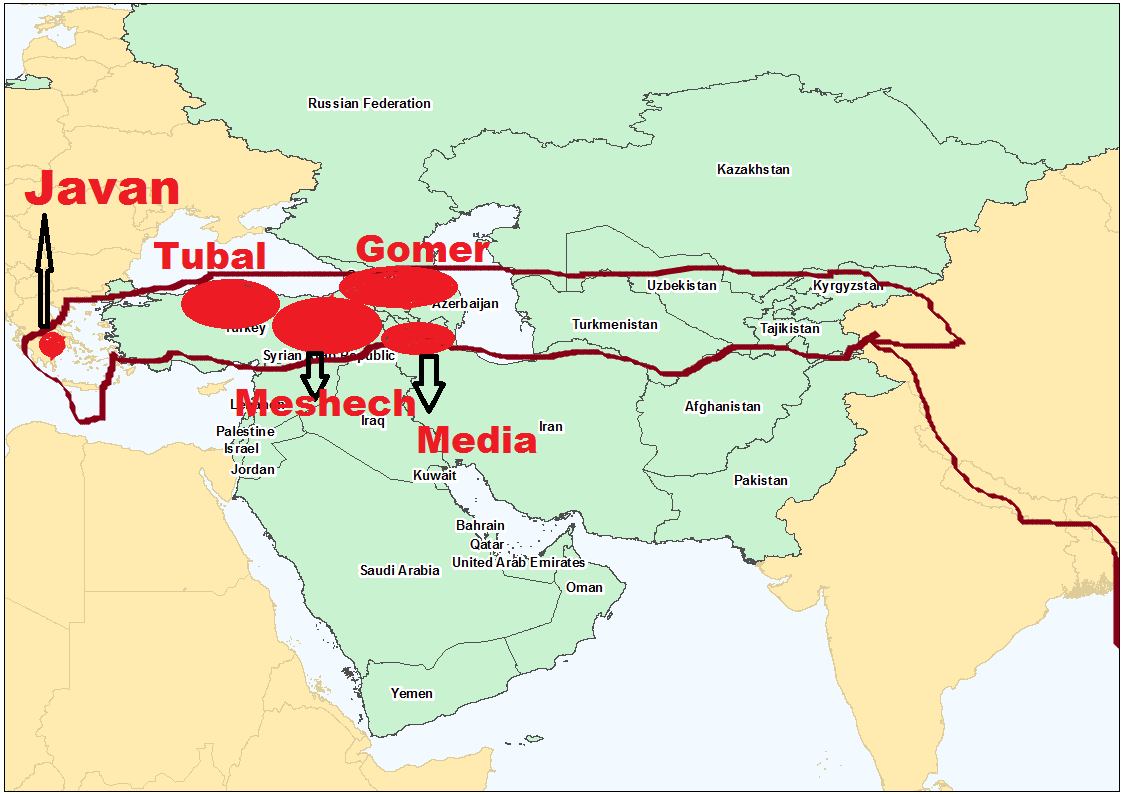 Russian Federation
Kazakhstan
Javan
Tubal
Gomer
Uzbekistan
Kyrgyzstan
Azerbaijan
Turkmenistan
Tajikistan
Turkey
Syrian Republic
Lebanon
Meshech
Afghanistan
Iraq
Iran
Palestine
Media
Israel
Jordan
Kuwait
Pakistan
Bahrain
Qatar
United Arab Emirates
Saudi Arabia
Oman
Yemen